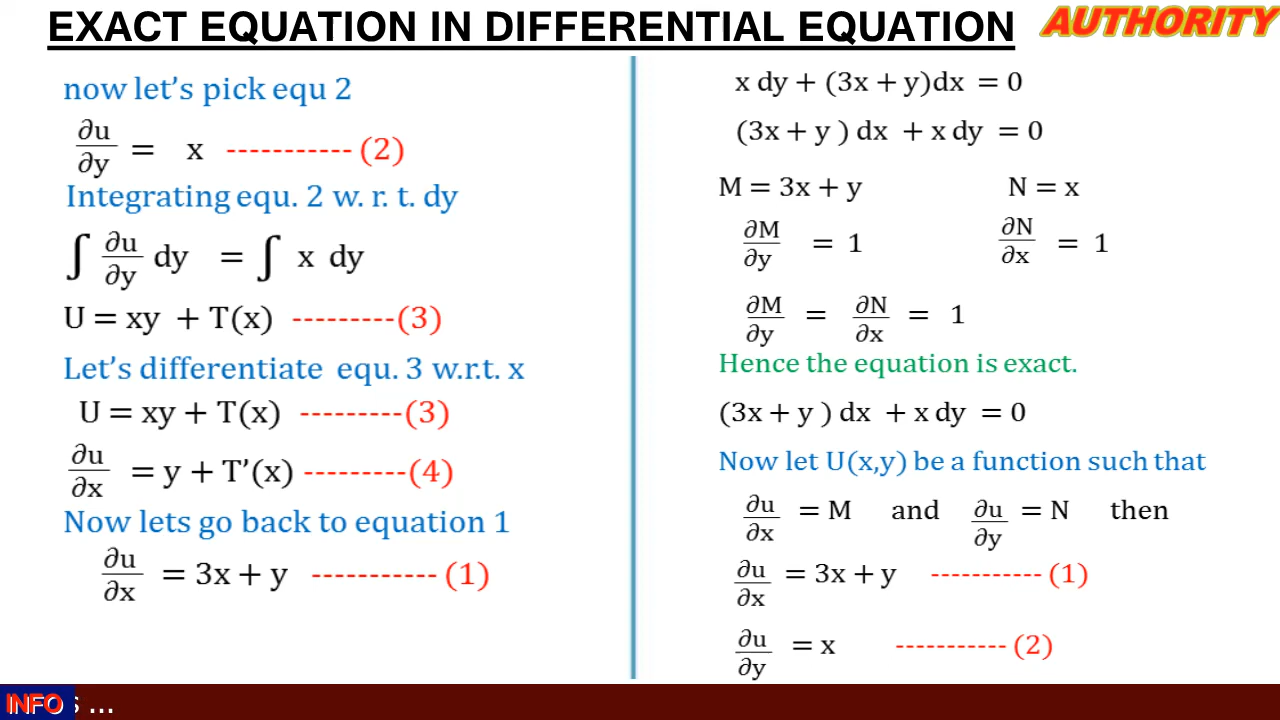 EXACT EQUATION IN DIFFERENTIAL EQUATION
AUTHORITY
now let's pick equ 2
∂u/∂y = x ----------- (2)
Integrating equ. 2 w. r. t. dy
∫ ∂u/∂y dy = ∫ x dy
U = xy + T(x) ---------(3)
Let's differentiate equ. 3 w.r.t. x
U = xy + T(x) ---------(3)
∂u/∂x = y + T'(x) ---------(4)
Now lets go back to equation 1
∂u/∂x = 3x + y ----------- (1)
x dy + (3x + y)dx = 0
(3x + y ) dx + x dy = 0
M = 3x + y N = x
∂M/∂y = 1 ∂N/∂x = 1
∂M/∂y = ∂N/∂x = 1
Hence the equation is exact.
(3x + y ) dx + x dy = 0
Now let U(x,y) be a function such that
∂u/∂x = M and ∂u/∂y = N then
∂u/∂x = 3x + y ----------- (1)
∂u/∂y = x ----------- (2)
INFO s ...